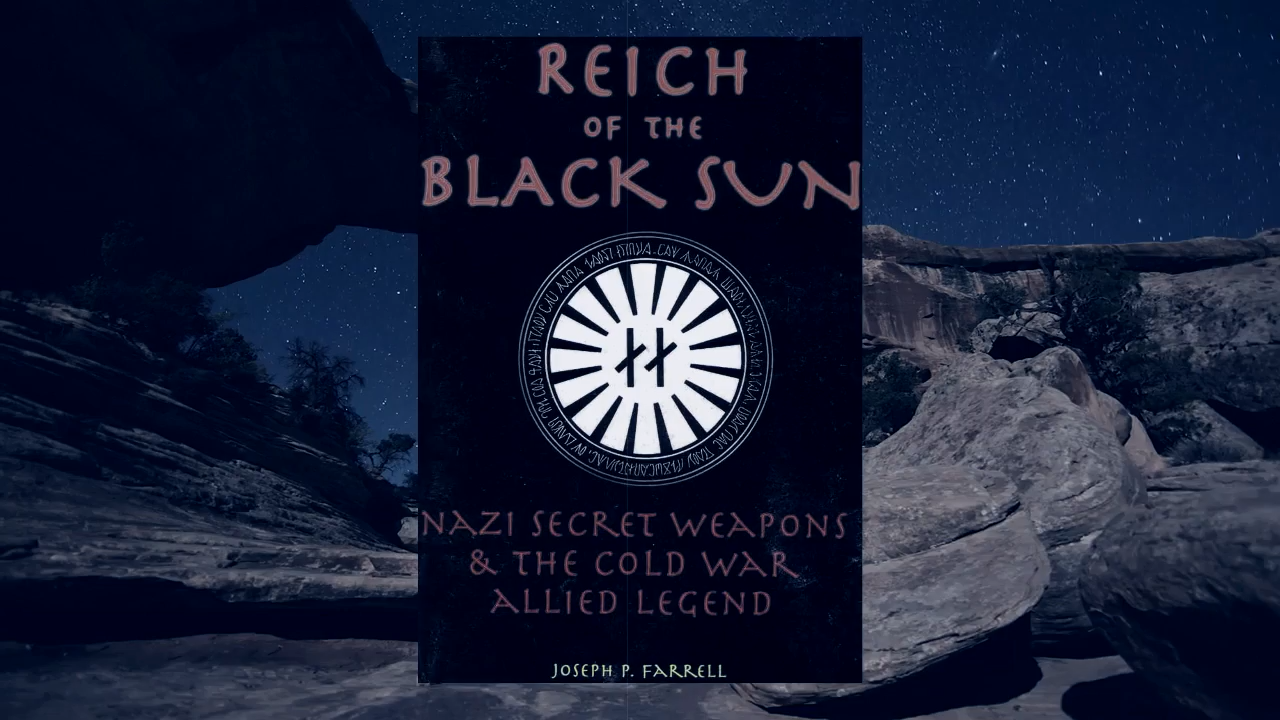 REICH
OF THE
BLACK SUN
NAZI SECRET WEAPONS
& THE COLD WAR
ALLIED LEGEND
JOSEPH P. FARRELL